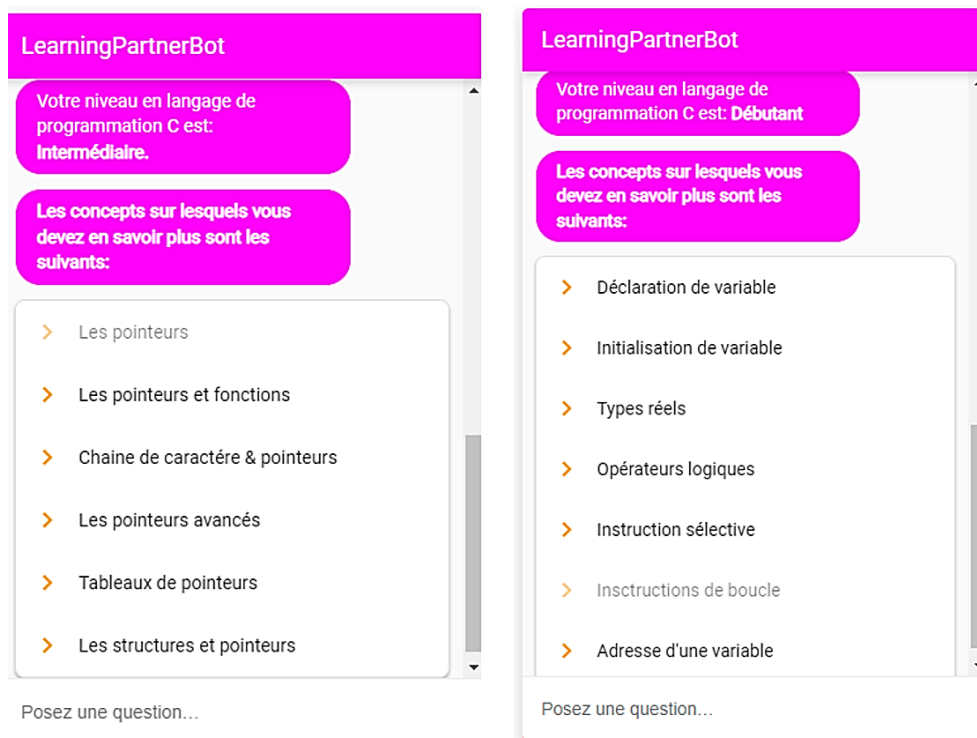 LearningPartnerBot
Votre niveau en langage de
programmation C est:
Intermédiaire.
Les concepts sur lesquels vous
devez en savoir plus sont les
suivants:
Les pointeurs
Les pointeurs et fonctions
Chaine de caractére & pointeurs
Les pointeurs avancés
Tableaux de pointeurs
Les structures et pointeurs
Posez une question...
LearningPartnerBot
Votre niveau en langage de
programmation C est: Débutant
Les concepts sur lesquels vous
devez en savoir plus sont les
suivants:
Déclaration de variable
Initialisation de variable
Types réels
Opérateurs logiques
Instruction sélective
Insctructions de boucle
Adresse d'une variable
Posez une question...